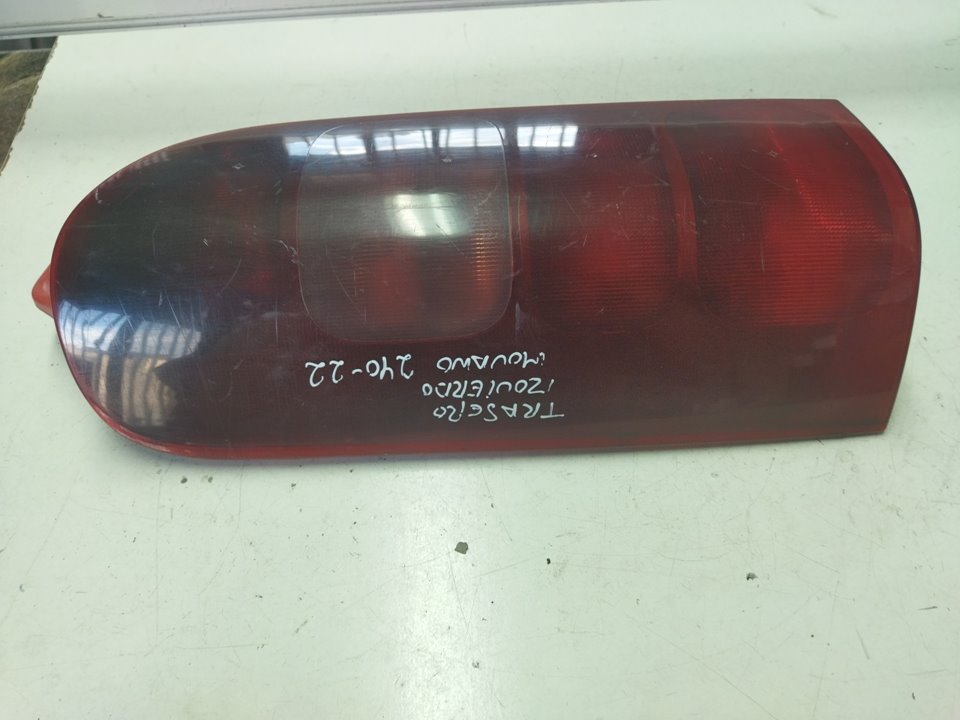 TRASERO
IZQUIERDO
MOVANO 240-22